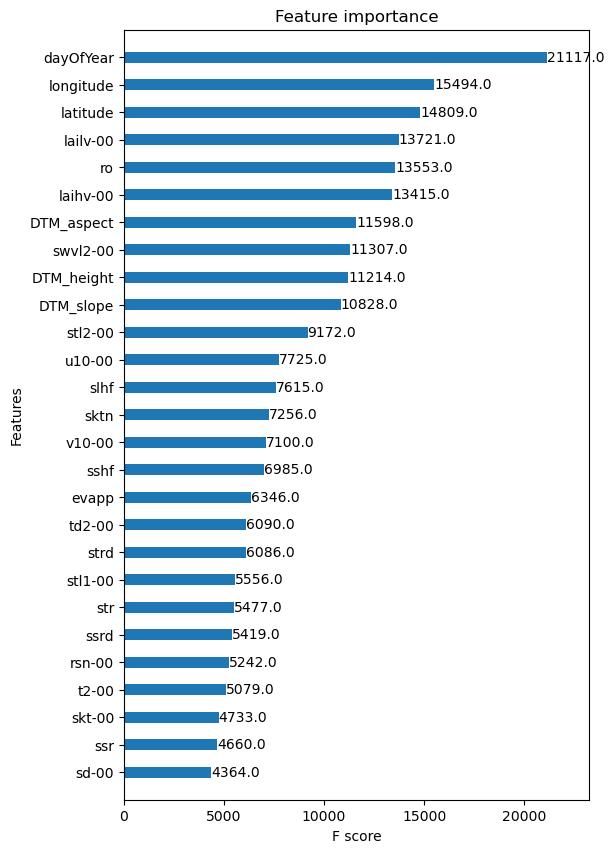 Feature importance
dayOfYear 21117.0
longitude 15494.0
latitude 14809.0
lailv-00 13721.0
ro 13553.0
laihv-00 13415.0
DTM_aspect 11598.0
swvl2-00 11307.0
DTM_height 11214.0
DTM_slope 10828.0
stl2-00 9172.0
u10-00 7725.0
slhf 7615.0
sktn 7256.0
v10-00 7100.0
sshf 6985.0
evapp 6346.0
td2-00 6090.0
strd 6086.0
stl1-00 5556.0
str 5477.0
ssrd 5419.0
rsn-00 5242.0
t2-00 5079.0
skt-00 4733.0
ssr 4660.0
sd-00 4364.0
Features
0 5000 10000 15000 20000
F score